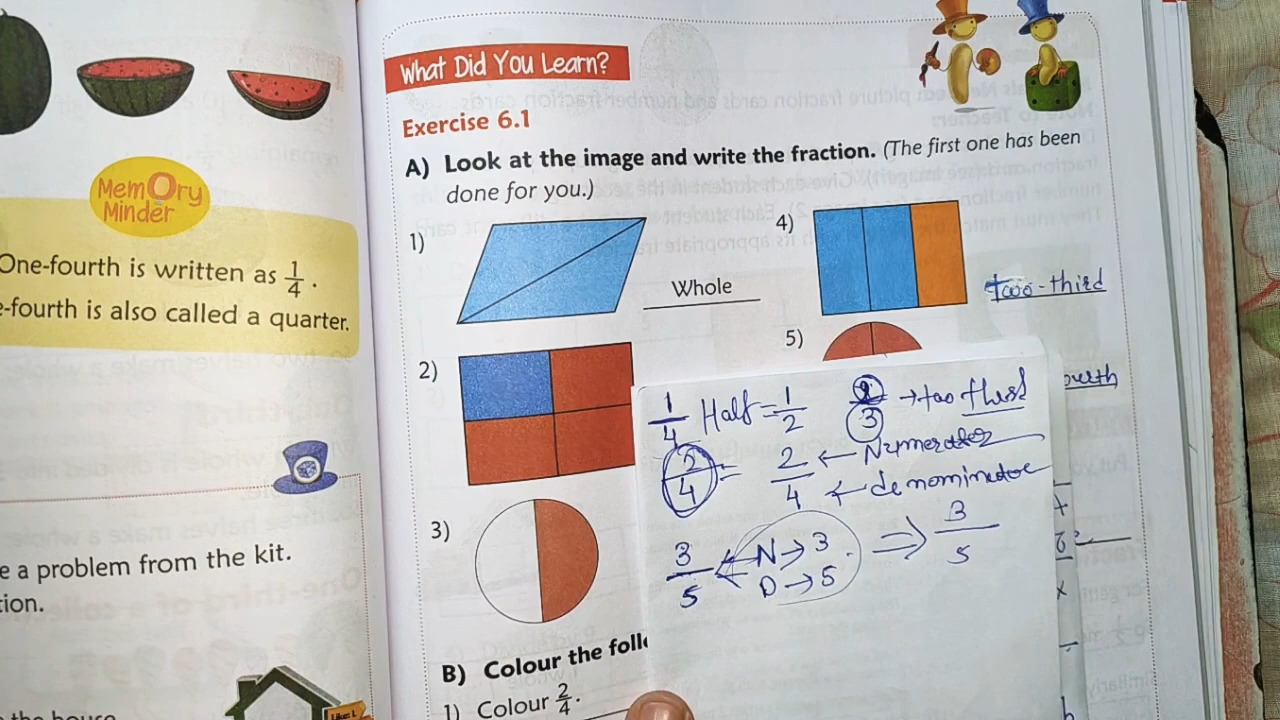 MemOry
Minder
One-fourth is written as 1/4.
-fourth is also called a quarter.
e a problem from the kit.
tion.
the house
What Did You Learn?
Exercise 6.1
A) Look at the image and write the fraction. (The first one has been
done for you.)
1)
Whole
2)
3)
4)
two-third
5)
ourth
1/4 Half = 1/2
2/3 → two third
2/4 = 2/4 ← Numerator
← denominator
3/5 ← N → 3
← D → 5
⇒ 3/5
B) Colour the foll
1) Colour 2/4.